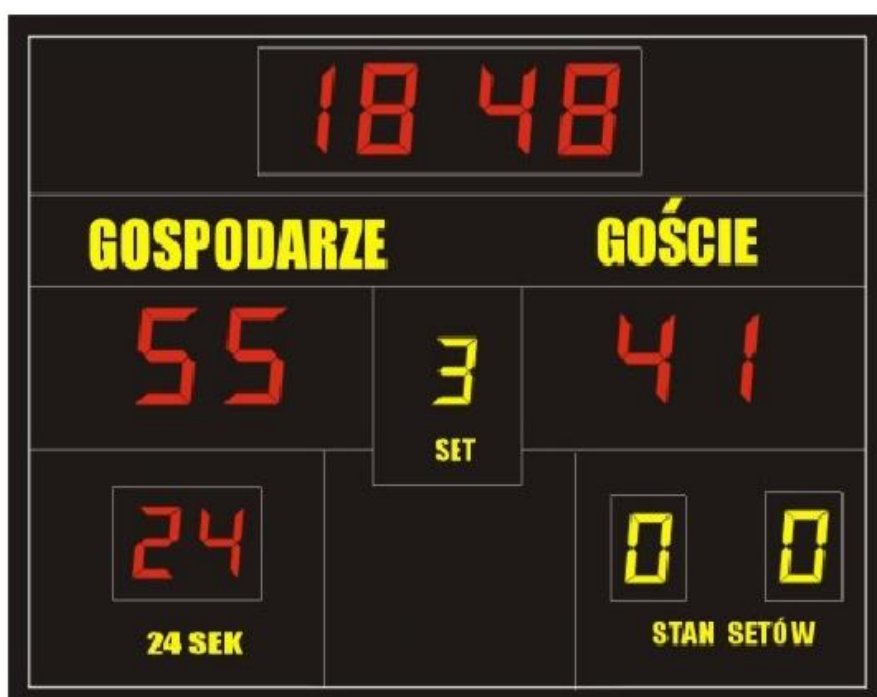 18 48
GOSPODARZE GOŚCIE
55 3 41
SET
24 0 0
24 SEK STAN SETÓW